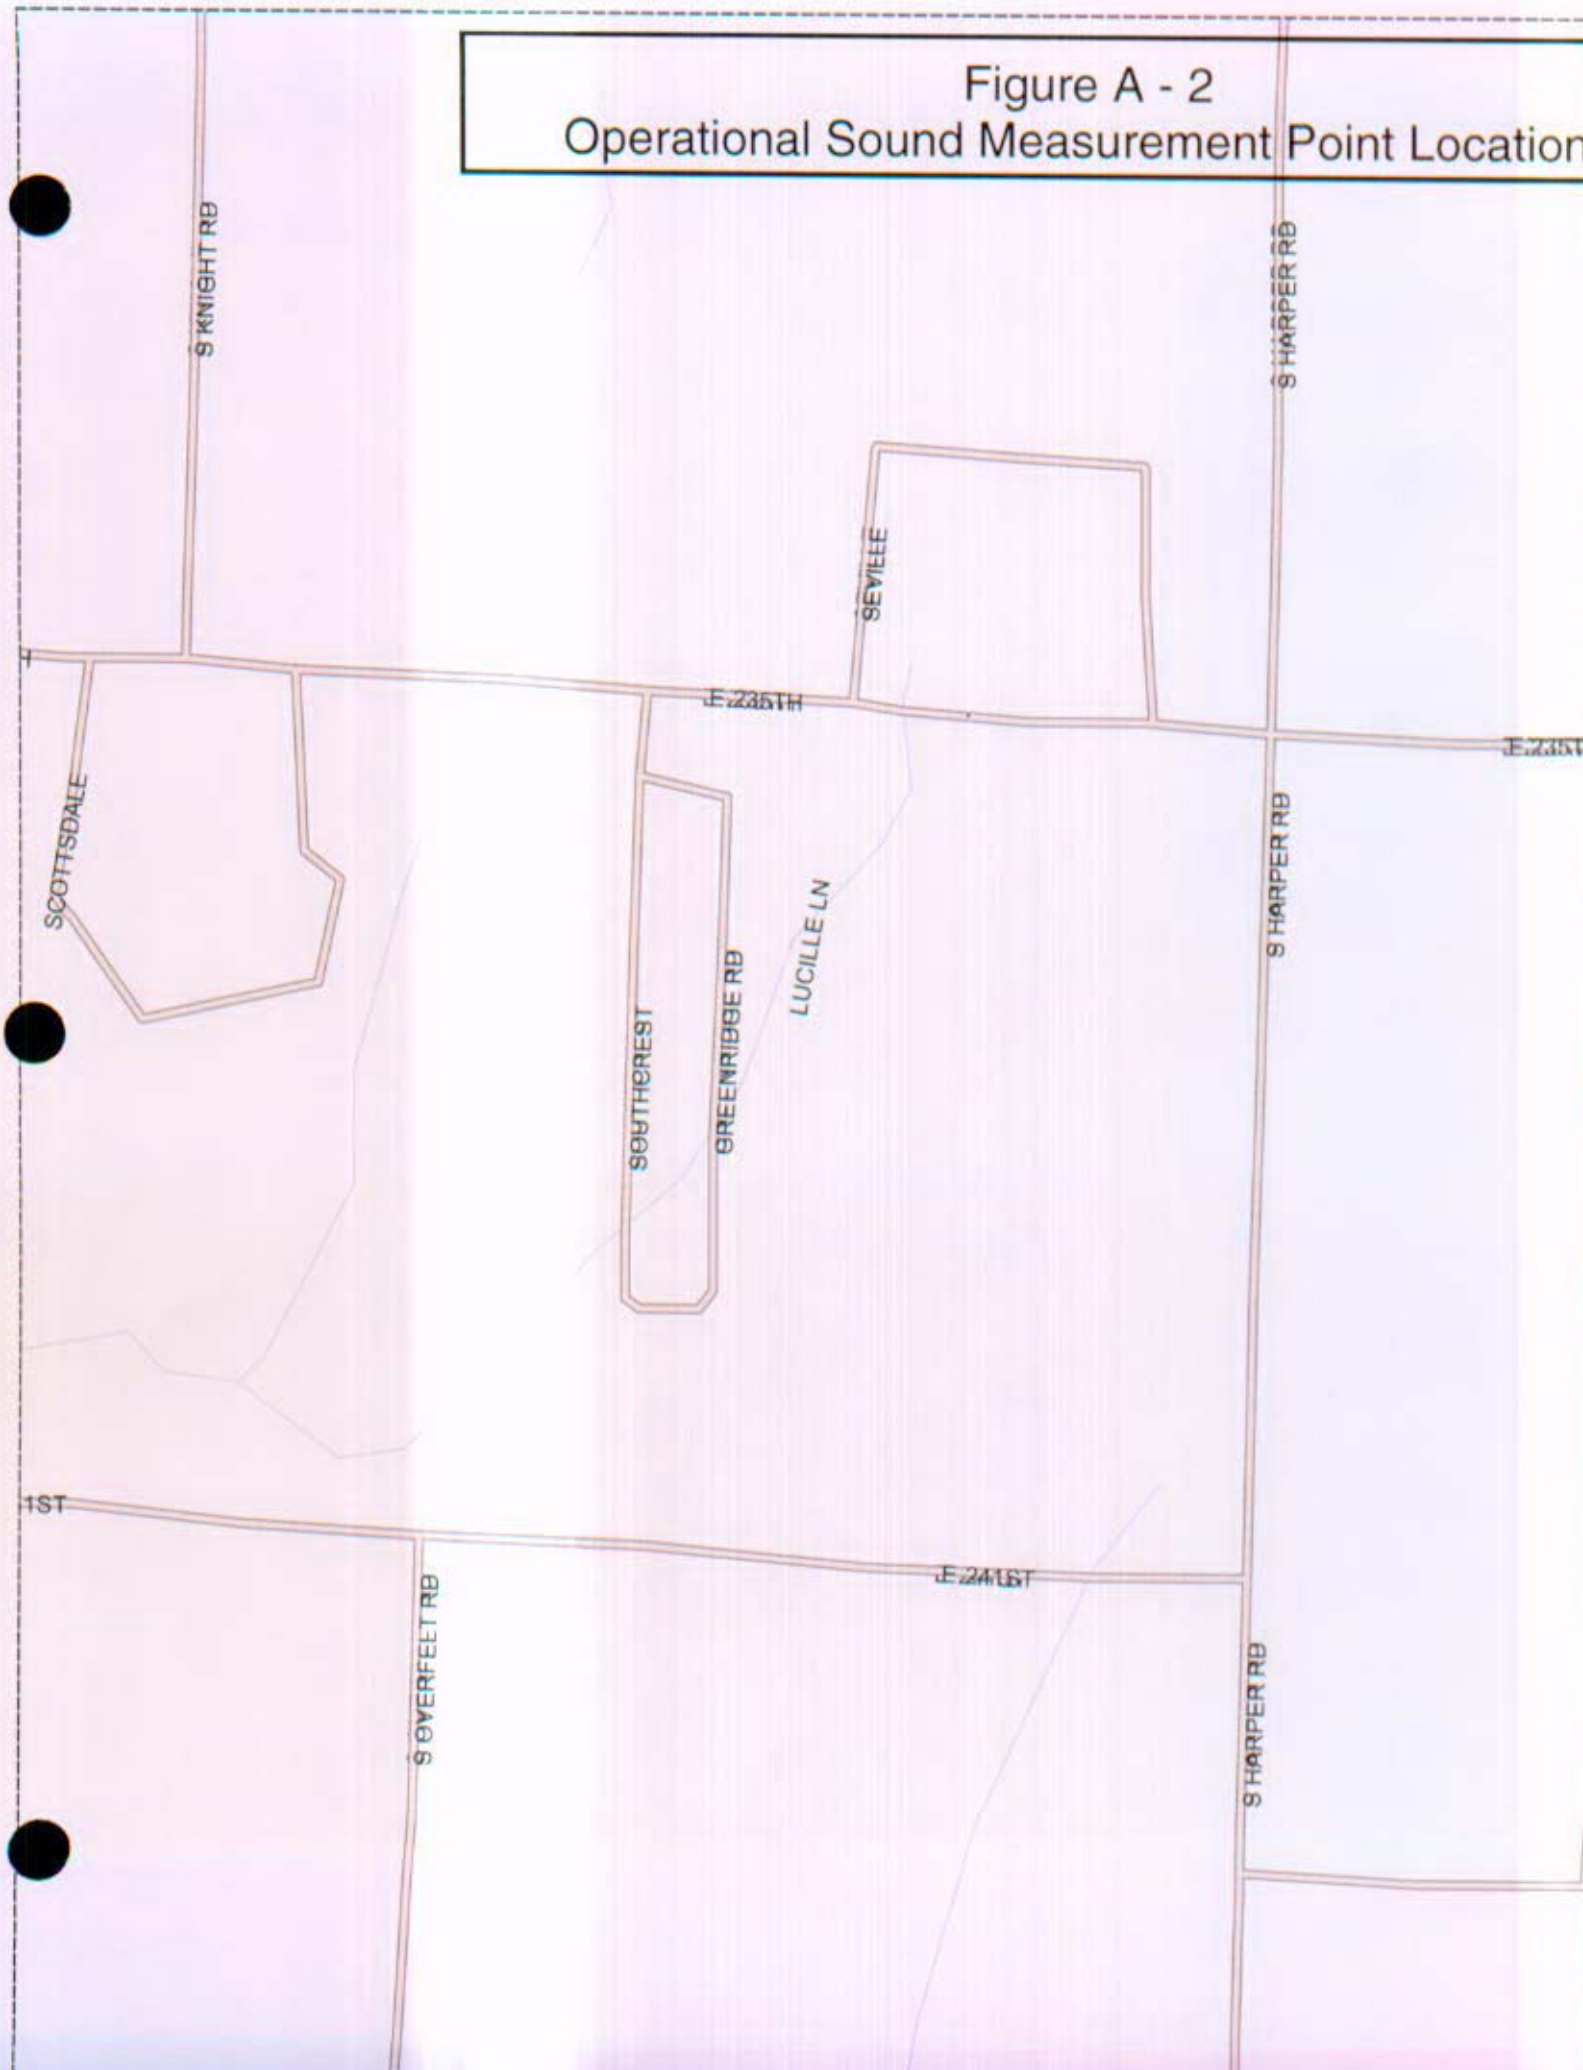 Figure A - 2
Operational Sound Measurement Point Location
S KNIGHT RD
S HARPER RD
SEVILLE
H
E 235TH
E 235T
SCOTTSDALE
S HARPER RD
LUCILLE LN
GREENRIDGE RD
SOUTHCREST
1ST
E 241ST
S OVERFELT RD
S HARPER RD